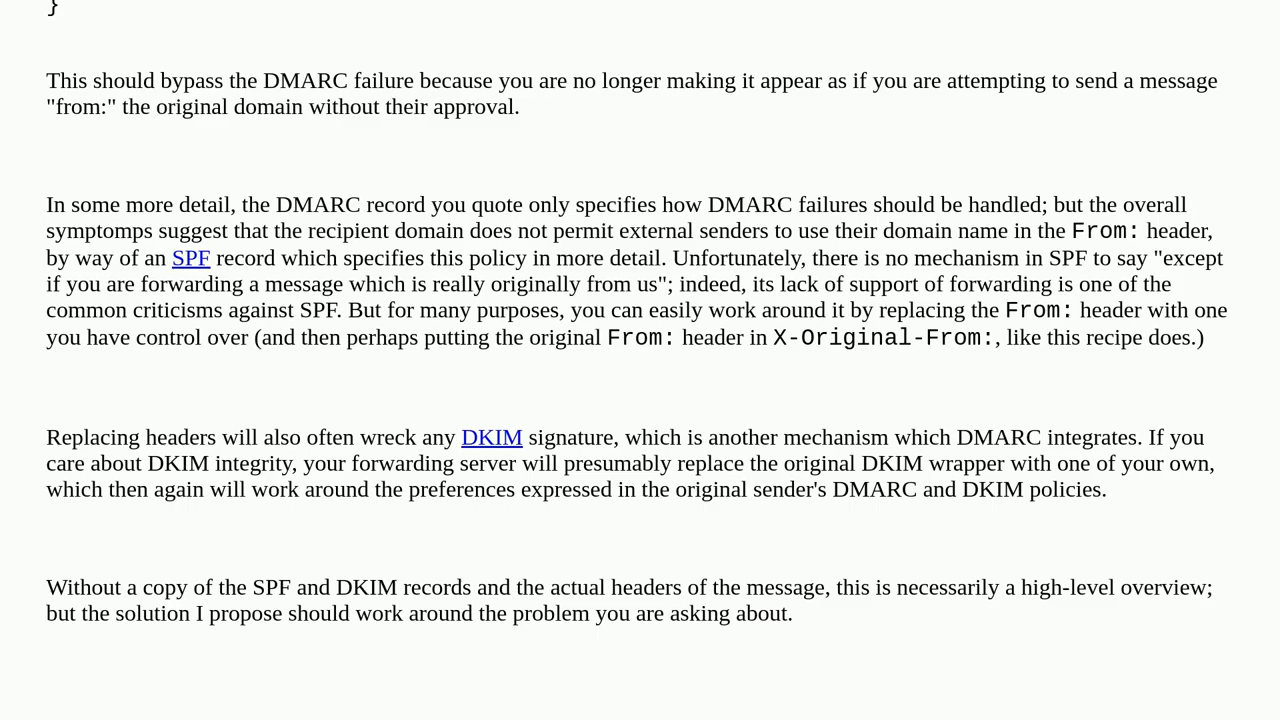 }
This should bypass the DMARC failure because you are no longer making it appear as if you are attempting to send a message
"from:" the original domain without their approval.
In some more detail, the DMARC record you quote only specifies how DMARC failures should be handled; but the overall
symptomps suggest that the recipient domain does not permit external senders to use their domain name in the From: header,
by way of an SPF record which specifies this policy in more detail. Unfortunately, there is no mechanism in SPF to say "except
if you are forwarding a message which is really originally from us"; indeed, its lack of support of forwarding is one of the
common criticisms against SPF. But for many purposes, you can easily work around it by replacing the From: header with one
you have control over (and then perhaps putting the original From: header in X-Original-From:, like this recipe does.)
Replacing headers will also often wreck any DKIM signature, which is another mechanism which DMARC integrates. If you
care about DKIM integrity, your forwarding server will presumably replace the original DKIM wrapper with one of your own,
which then again will work around the preferences expressed in the original sender's DMARC and DKIM policies.
Without a copy of the SPF and DKIM records and the actual headers of the message, this is necessarily a high-level overview;
but the solution I propose should work around the problem you are asking about.